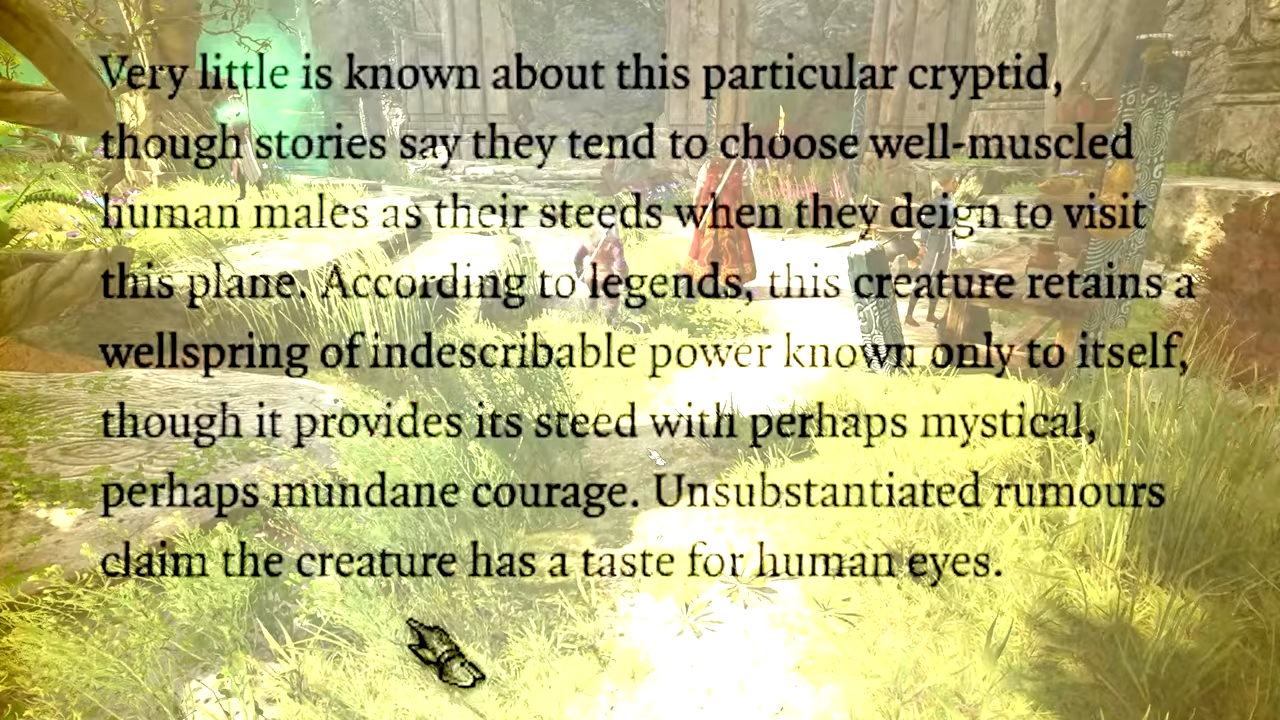 Very little is known about this particular cryptid,
though stories say they tend to choose well-muscled
human males as their steeds when they deign to visit
this plane. According to legends, this creature retains a
wellspring of indescribable power known only to itself,
though it provides its steed with perhaps mystical,
perhaps mundane courage. Unsubstantiated rumours
claim the creature has a taste for human eyes.